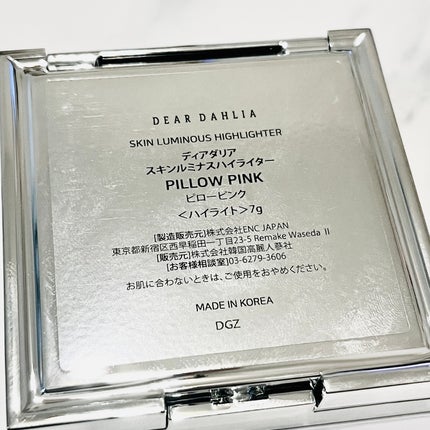 DEAR DAHLIA
SKIN LUMINOUS HIGHLIGHTER
ディアダリア
スキンルミナスハイライター
PILLOW PINK
ピローピンク
<ハイライト>7g
[製造販売元]株式会社ENC JAPAN
東京都新宿区西早稲田一丁目23-5 Remake Waseda Ⅱ
[販売元]株式会社韓国高麗人蔘社
[お客様相談室]03-6279-3606
お肌に合わないときは、ご使用をおやめください。
MADE IN KOREA
DGZ